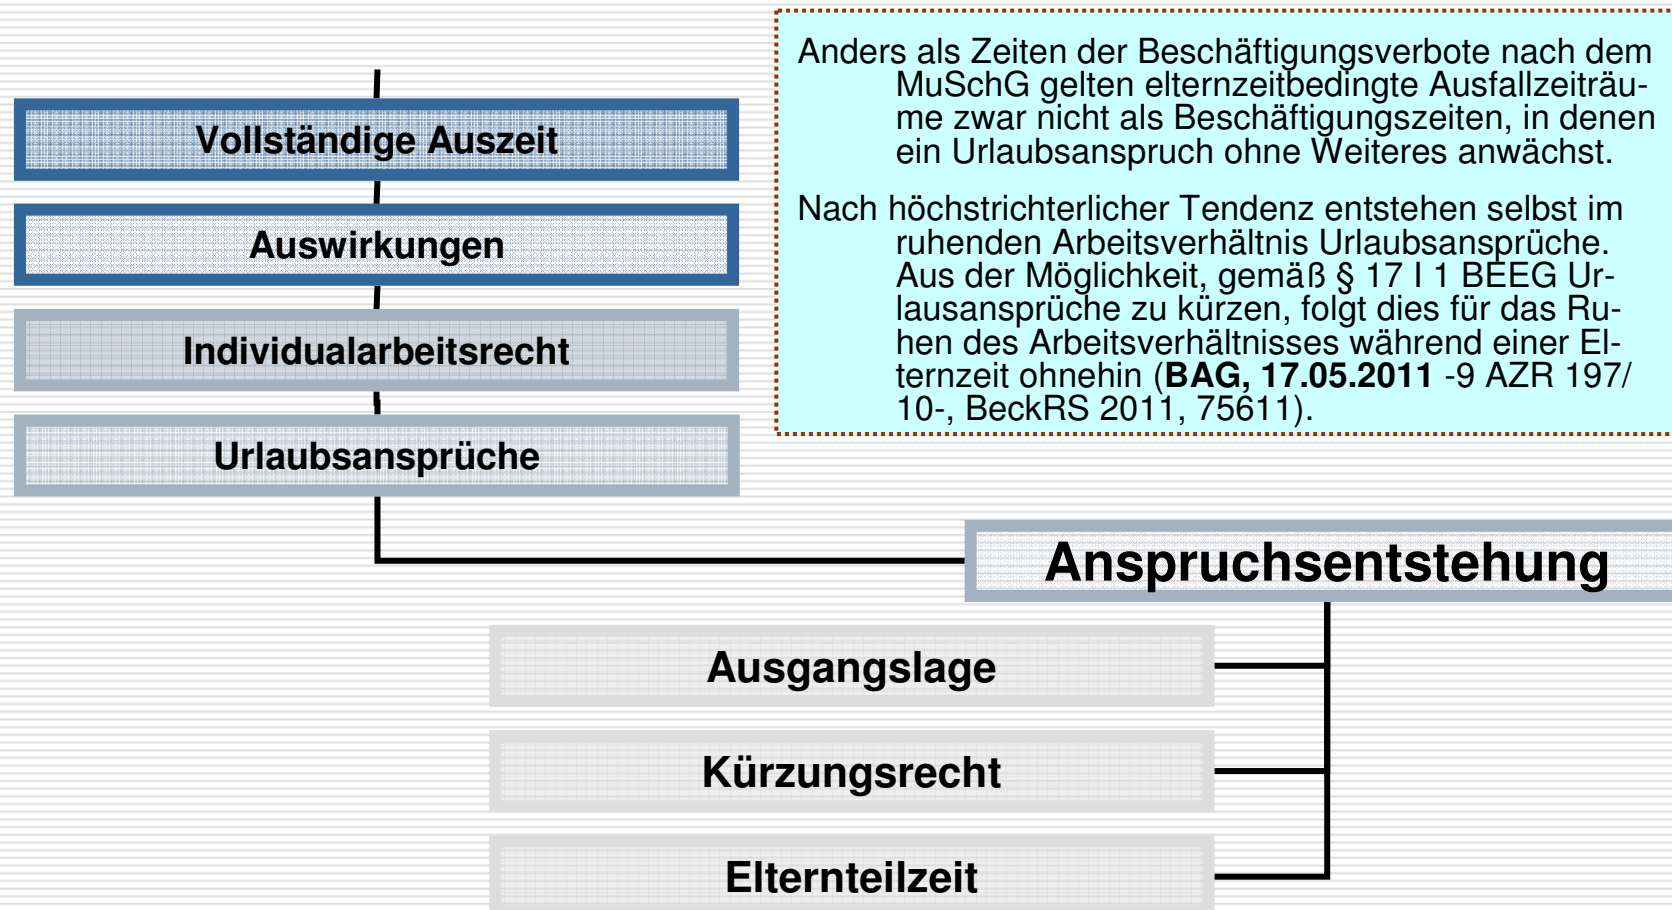 Anders als Zeiten der Beschäftigungsverbote nach dem
MuSchG gelten elternzeitbedingte Ausfallzeiträu-
me zwar nicht als Beschäftigungszeiten, in denen
ein Urlaubsanspruch ohne Weiteres anwächst.
Nach höchstrichterlicher Tendenz entstehen selbst im
ruhenden Arbeitsverhältnis Urlaubsansprüche.
Aus der Möglichkeit, gemäß § 17 I 1 BEEG Ur-
lausansprüche zu kürzen, folgt dies für das Ru-
hen des Arbeitsverhältnisses während einer El-
ternzeit ohnehin (BAG, 17.05.2011 -9 AZR 197/
10-, BeckRS 2011, 75611).
Vollständige Auszeit
Auswirkungen
Individualarbeitsrecht
Urlaubsansprüche
Anspruchsentstehung
Ausgangslage
Kürzungsrecht
Elternteilzeit